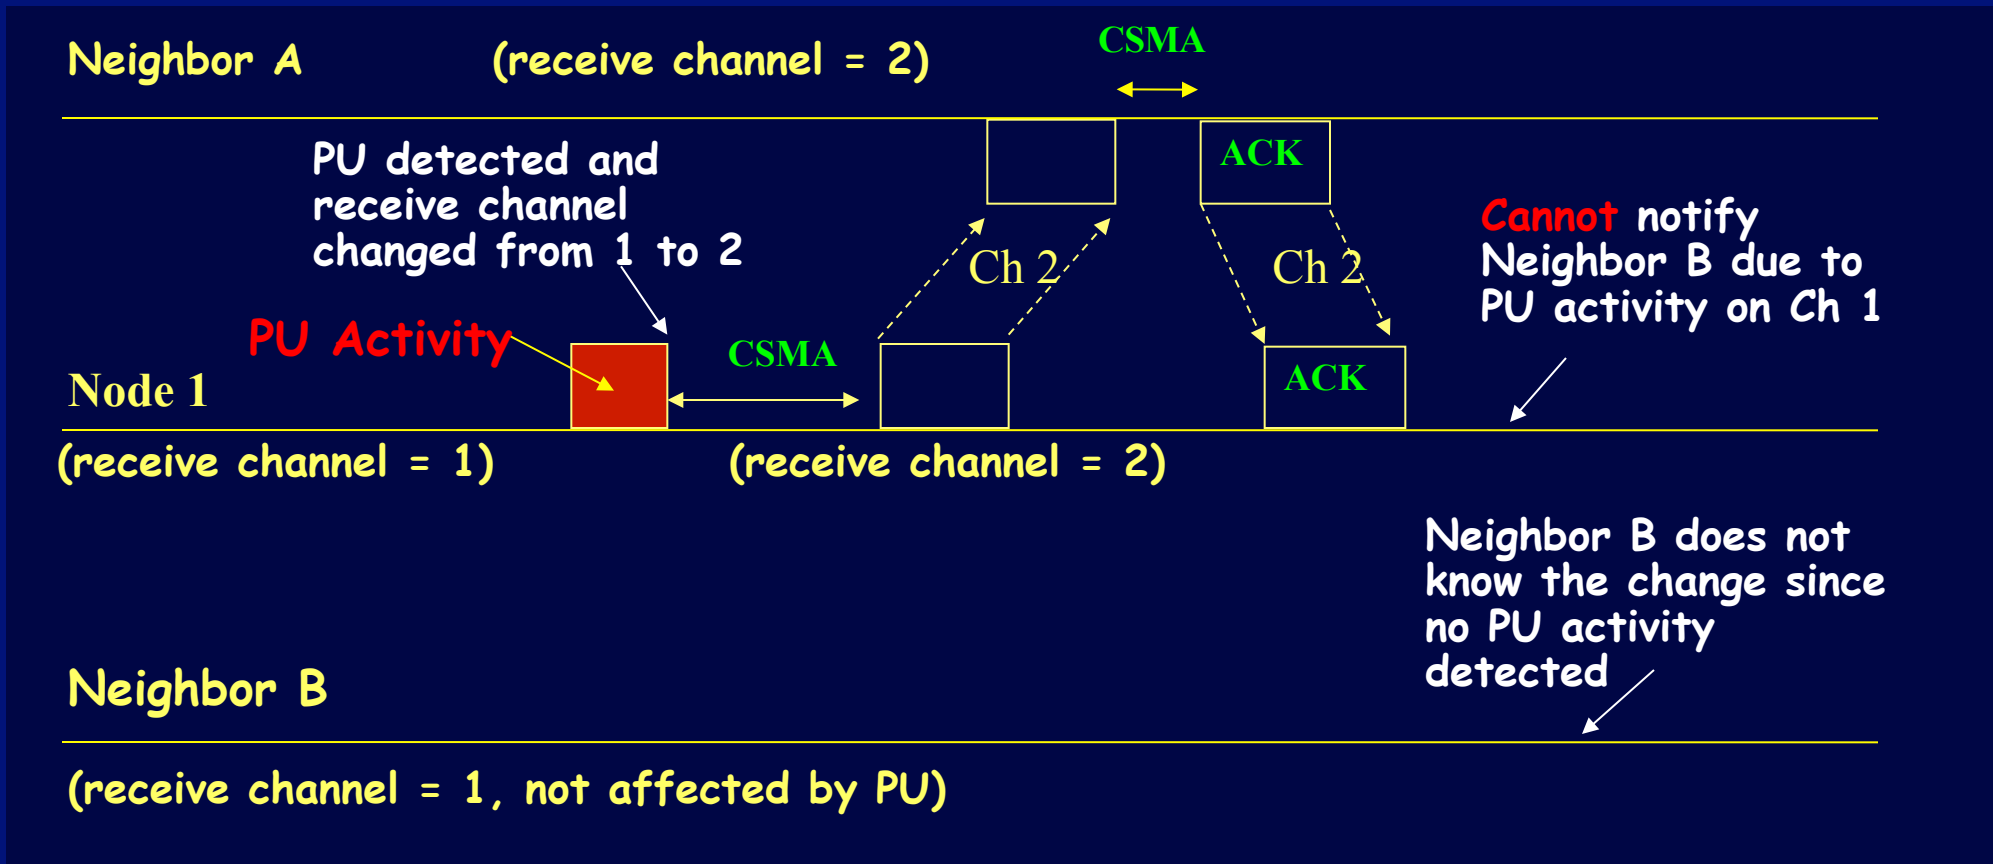 Neighbor A (receive channel = 2)
CSMA
PU detected and
receive channel
changed from 1 to 2
ACK
Cannot notify
Neighbor B due to
PU activity on Ch 1
Ch 2
Ch 2
PU Activity
CSMA
Node 1
ACK
(receive channel = 1)
(receive channel = 2)
Neighbor B does not
know the change since
no PU activity
detected
Neighbor B
(receive channel = 1, not affected by PU)